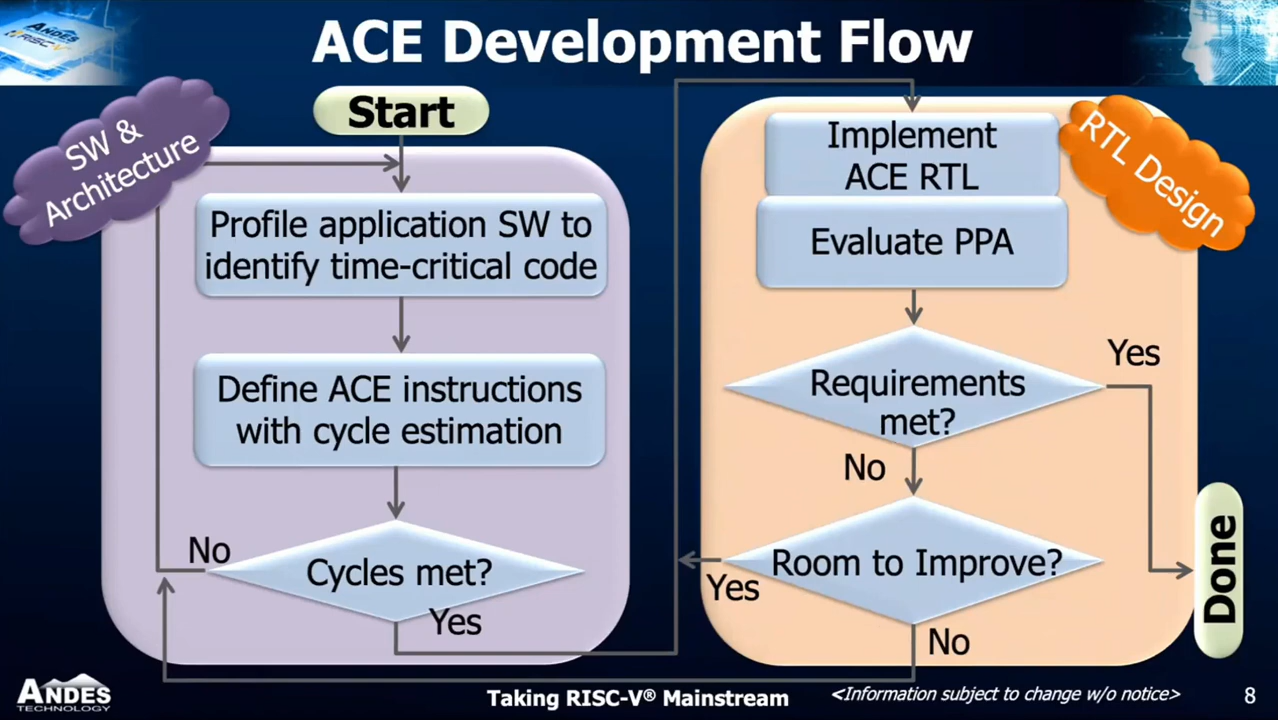 ANDES
RISC-V
ACE Development Flow
SW &
Architecture
Start
Profile application SW to
identify time-critical code
Define ACE instructions
with cycle estimation
No
Cycles met?
Yes
RTL Design
Implement
ACE RTL
Evaluate PPA
Yes
Requirements
met?
No
Room to Improve?
Yes
No
Done
ANDES
TECHNOLOGY
Taking RISC-V® Mainstream
<Information subject to change w/o notice>
8